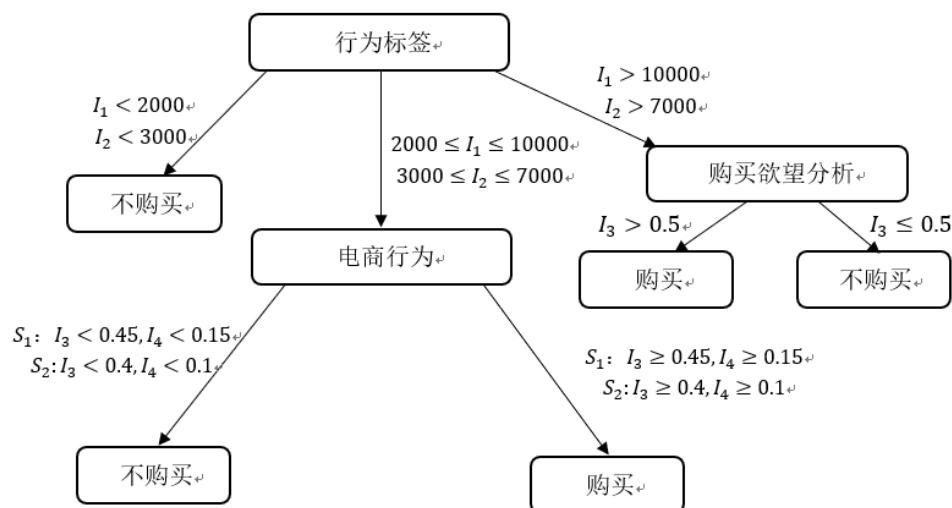 行为标签
I₁ < 2000
I₂ < 3000
I₁ > 10000
I₂ > 7000
2000 ≤ I₁ ≤ 10000
3000 ≤ I₂ ≤ 7000
不购买
购买欲望分析
I₃ > 0.5
I₃ ≤ 0.5
电商行为
购买
不购买
S₁：I₃ < 0.45, I₄ < 0.15
S₂:I₃ < 0.4, I₄ < 0.1
S₁：I₃ ≥ 0.45, I₄ ≥ 0.15
S₂:I₃ ≥ 0.4, I₄ ≥ 0.1
不购买
购买